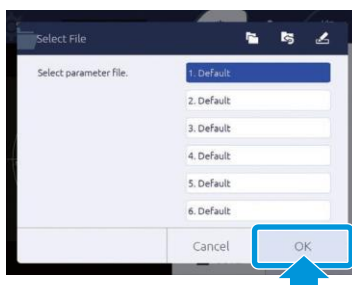 Select File
Select parameter file.
1. Default
2. Default
3. Default
4. Default
5. Default
6. Default
Cancel
OK